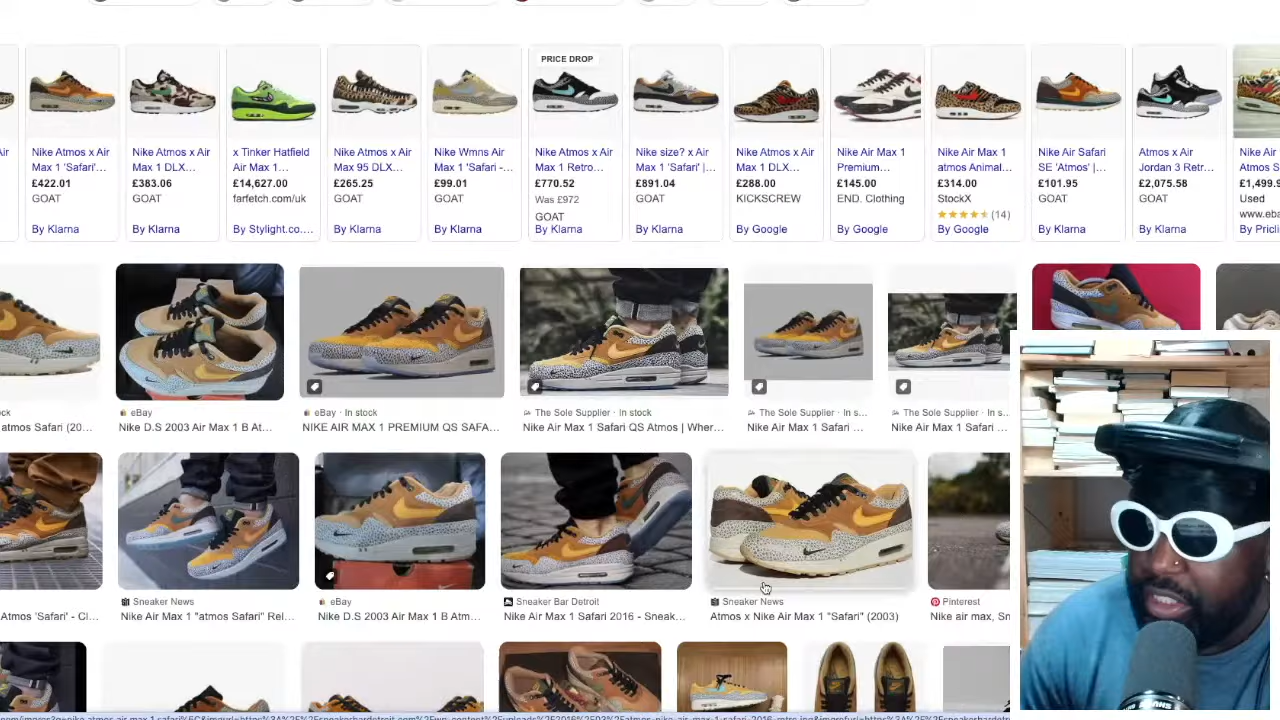 PRICE DROP
Air
Nike Atmos x Air
Max 1 'Safari'...
£422.01
GOAT
By Klarna
Nike Atmos x Air
Max 1 DLX...
£383.06
GOAT
By Klarna
x Tinker Hatfield
Air Max 1...
£14,627.00
farfetch.com/uk
By Stylight.co....
Nike Atmos x Air
Max 95 DLX...
£265.25
GOAT
By Klarna
Nike Wmns Air
Max 1 'Safari -...
£99.01
GOAT
By Klarna
Nike Atmos x Air
Max 1 Retro...
£770.52
Was £972
GOAT
By Klarna
Nike size? x Air
Max 1 'Safari' |...
£891.04
GOAT
By Klarna
Nike Atmos x Air
Max 1 DLX...
£288.00
KICKSCREW
By Google
Nike Air Max 1
Premium...
£145.00
END. Clothing
By Google
Nike Air Max 1
atmos Animal...
£314.00
StockX
(14)
By Google
Nike Air Safari
SE 'Atmos' |...
£101.95
GOAT
By Klarna
Atmos x Air
Jordan 3 Retr...
£2,075.58
GOAT
By Klarna
Nike Air
Atmos S
£1,499.9
Used
www.eba
By Pricli
ock
atmos Safari (20...
eBay
Nike D.S 2003 Air Max 1 B At...
eBay · In stock
NIKE AIR MAX 1 PREMIUM QS SAFA...
The Sole Supplier · In stock
Nike Air Max 1 Safari QS Atmos | Wher...
The Sole Supplier · In s...
Nike Air Max 1 Safari ...
The Sole Supplier · In s...
Nike Air Max 1 Safari ...
Atmos 'Safari' - Cl...
Sneaker News
Nike Air Max 1 "atmos Safari" Rel...
eBay
Nike D.S 2003 Air Max 1 B Atm...
Sneaker Bar Detroit
Nike Air Max 1 Safari 2016 - Sneak...
Sneaker News
Atmos x Nike Air Max 1 "Safari" (2003)
Pinterest
Nike air max, Sn